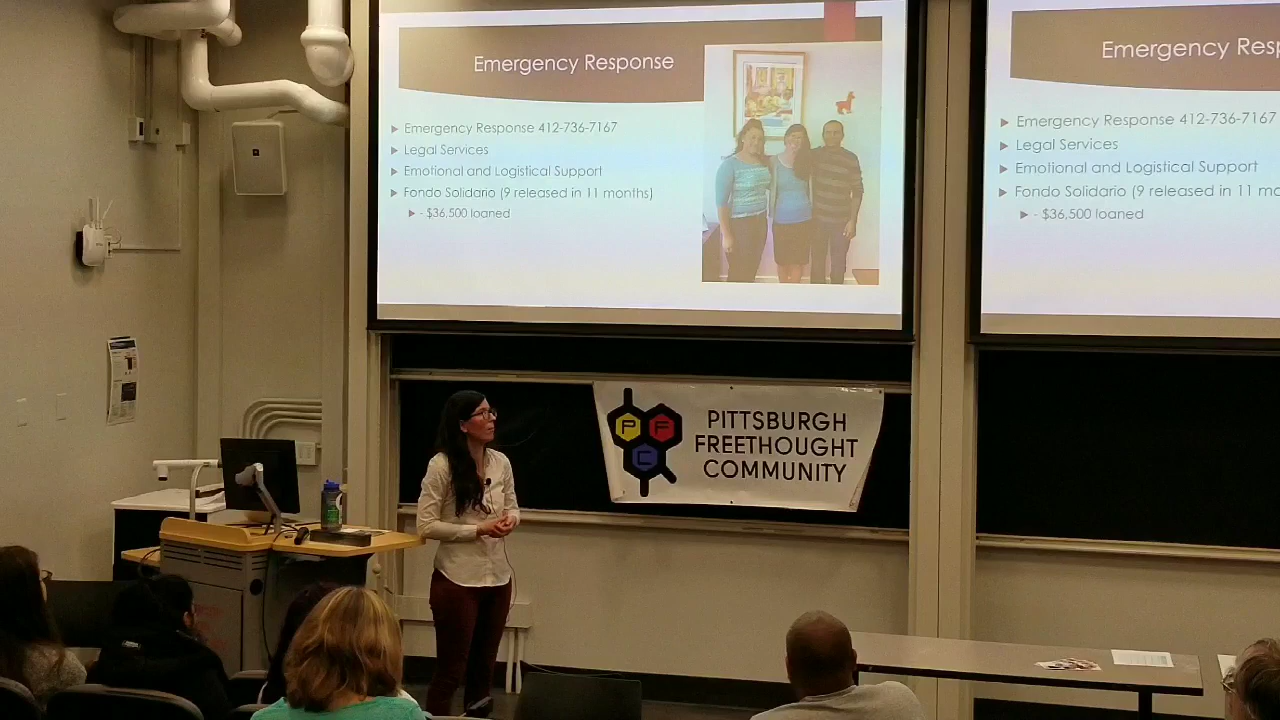 Emergency Response
Emergency Response 412-736-7167
Legal Services
Emotional and Logistical Support
Fondo Solidario (9 released in 11 months)
- $36,500 loaned
Emergency Resp
Emergency Response 412-736-7167
Legal Services
Emotional and Logistical Support
Fondo Solidario (9 released in 11 mo
- $36,500 loaned
P F C
PITTSBURGH
FREETHOUGHT
COMMUNITY